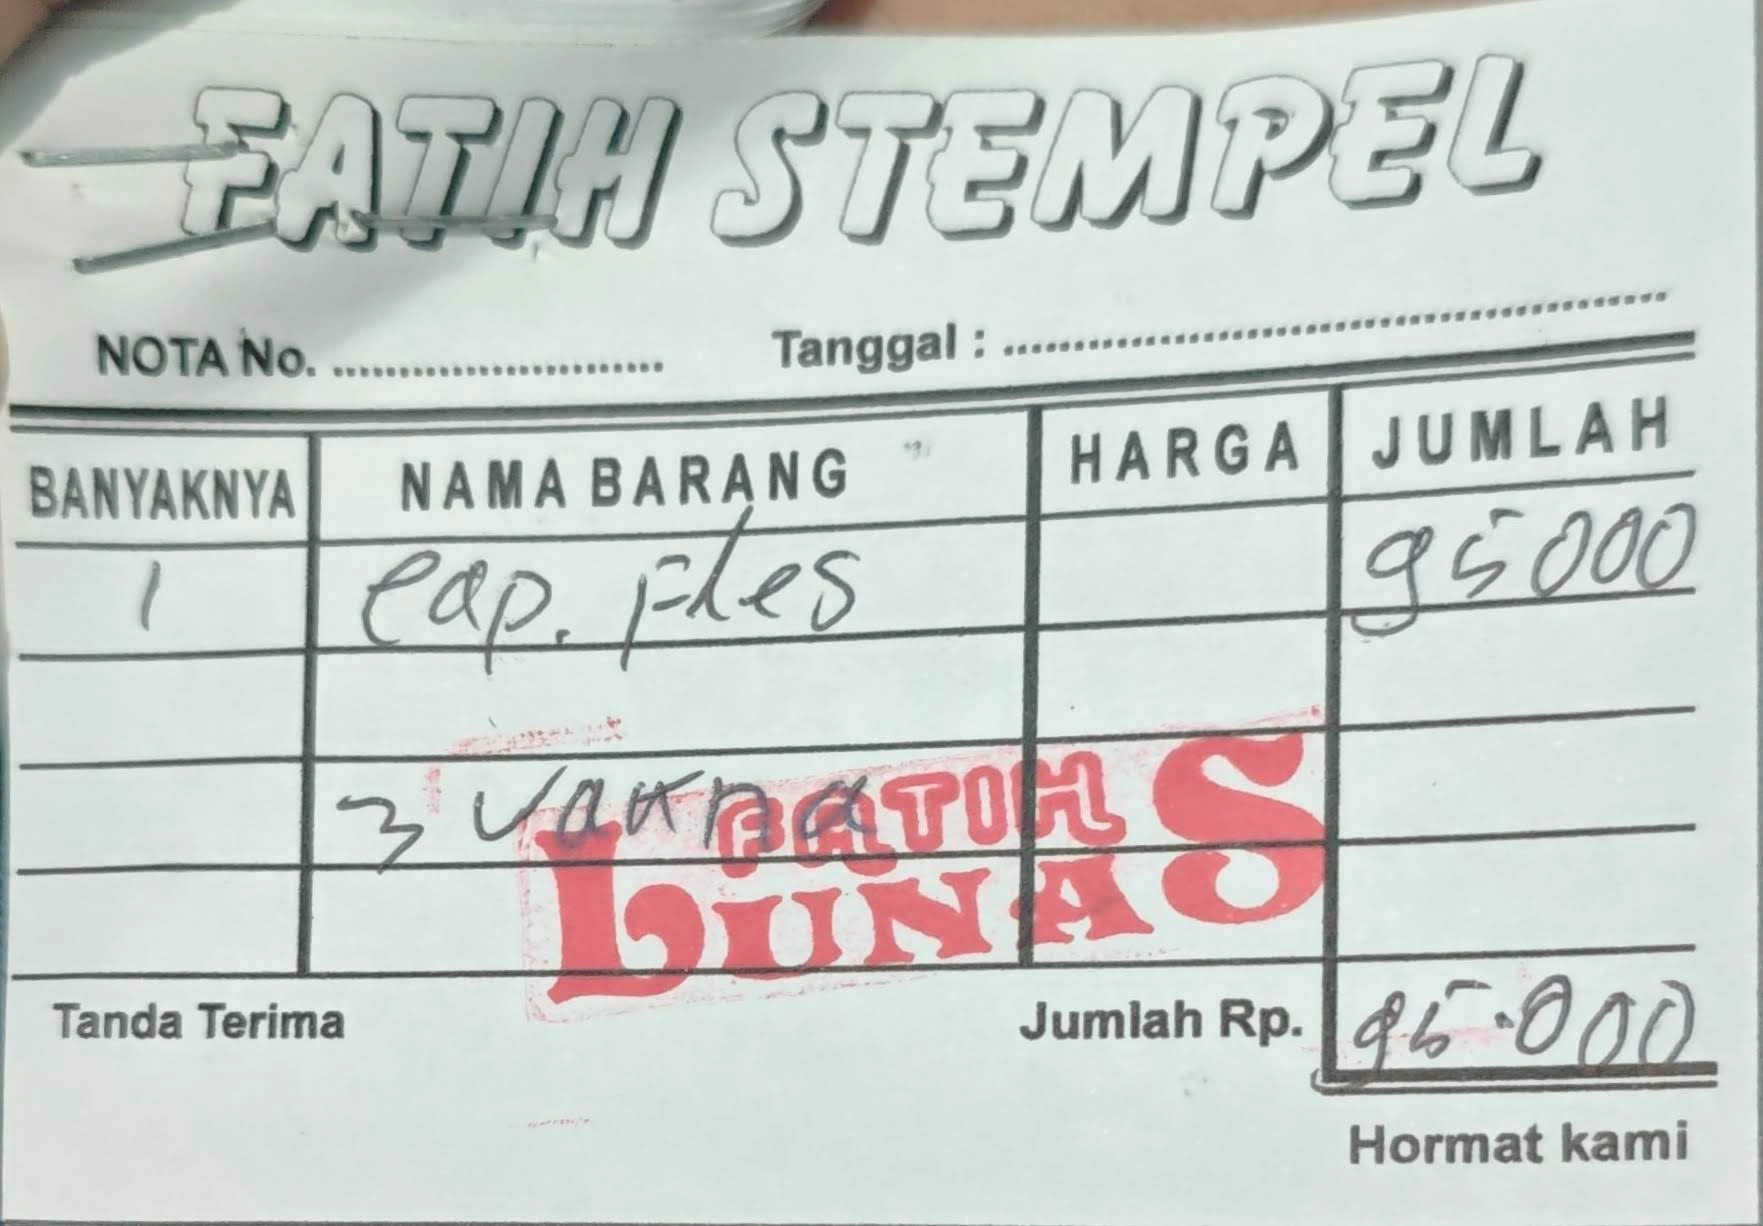 FATIH STEMPEL
NOTA No. ........................ Tanggal : ................................................
BANYAKNYA NAMA BARANG HARGA JUMLAH
1 cap. Fles 95000
3 warna
FATIH
LUNAS
Tanda Terima Jumlah Rp. 95.000
Hormat kami